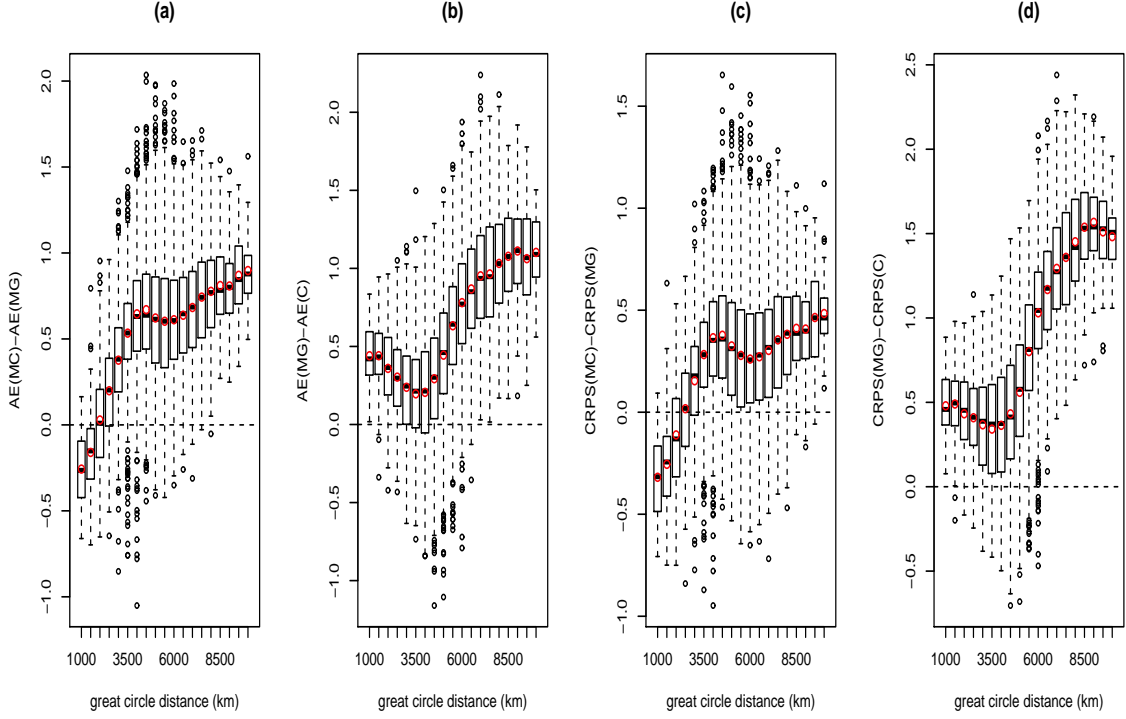 (a)
AE(MC)−AE(MG)
2.0
1.5
1.0
0.5
0.0
−0.5
−1.0
1000 3500 6000 8500
great circle distance (km)
(b)
AE(MG)−AE(C)
2.0
1.5
1.0
0.5
0.0
−0.5
−1.0
1000 3500 6000 8500
great circle distance (km)
(c)
CRPS(MC)−CRPS(MG)
1.5
1.0
0.5
0.0
−0.5
−1.0
1000 3500 6000 8500
great circle distance (km)
(d)
CRPS(MG)−CRPS(C)
2.5
2.0
1.5
1.0
0.5
0.0
−0.5
1000 3500 6000 8500
great circle distance (km)